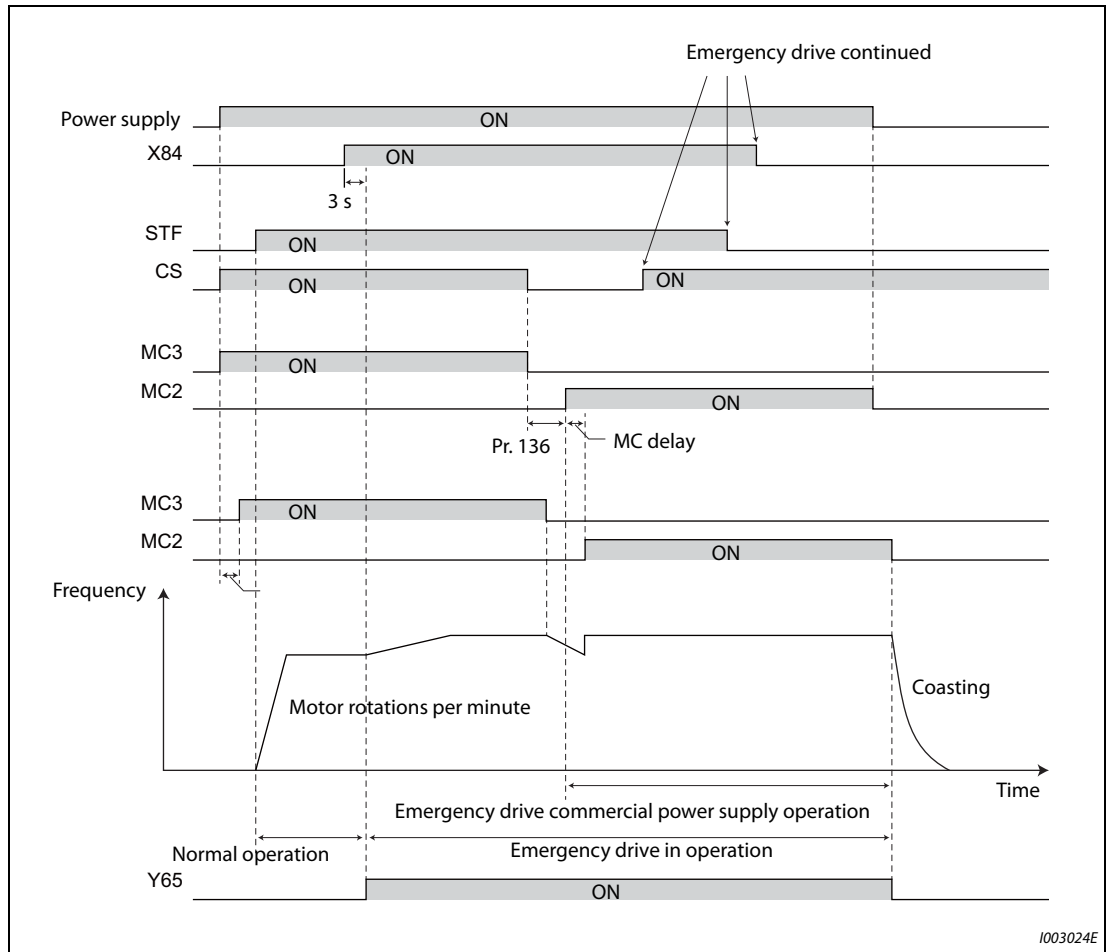 Emergency drive continued
Power supply
ON
X84
ON
3 s
STF
ON
CS
ON
ON
MC3
ON
MC2
ON
Pr. 136
MC delay
MC3
ON
MC2
ON
Frequency
Motor rotations per minute
Coasting
Time
Emergency drive commercial power supply operation
Normal operation
Emergency drive in operation
Y65
ON
I003024E